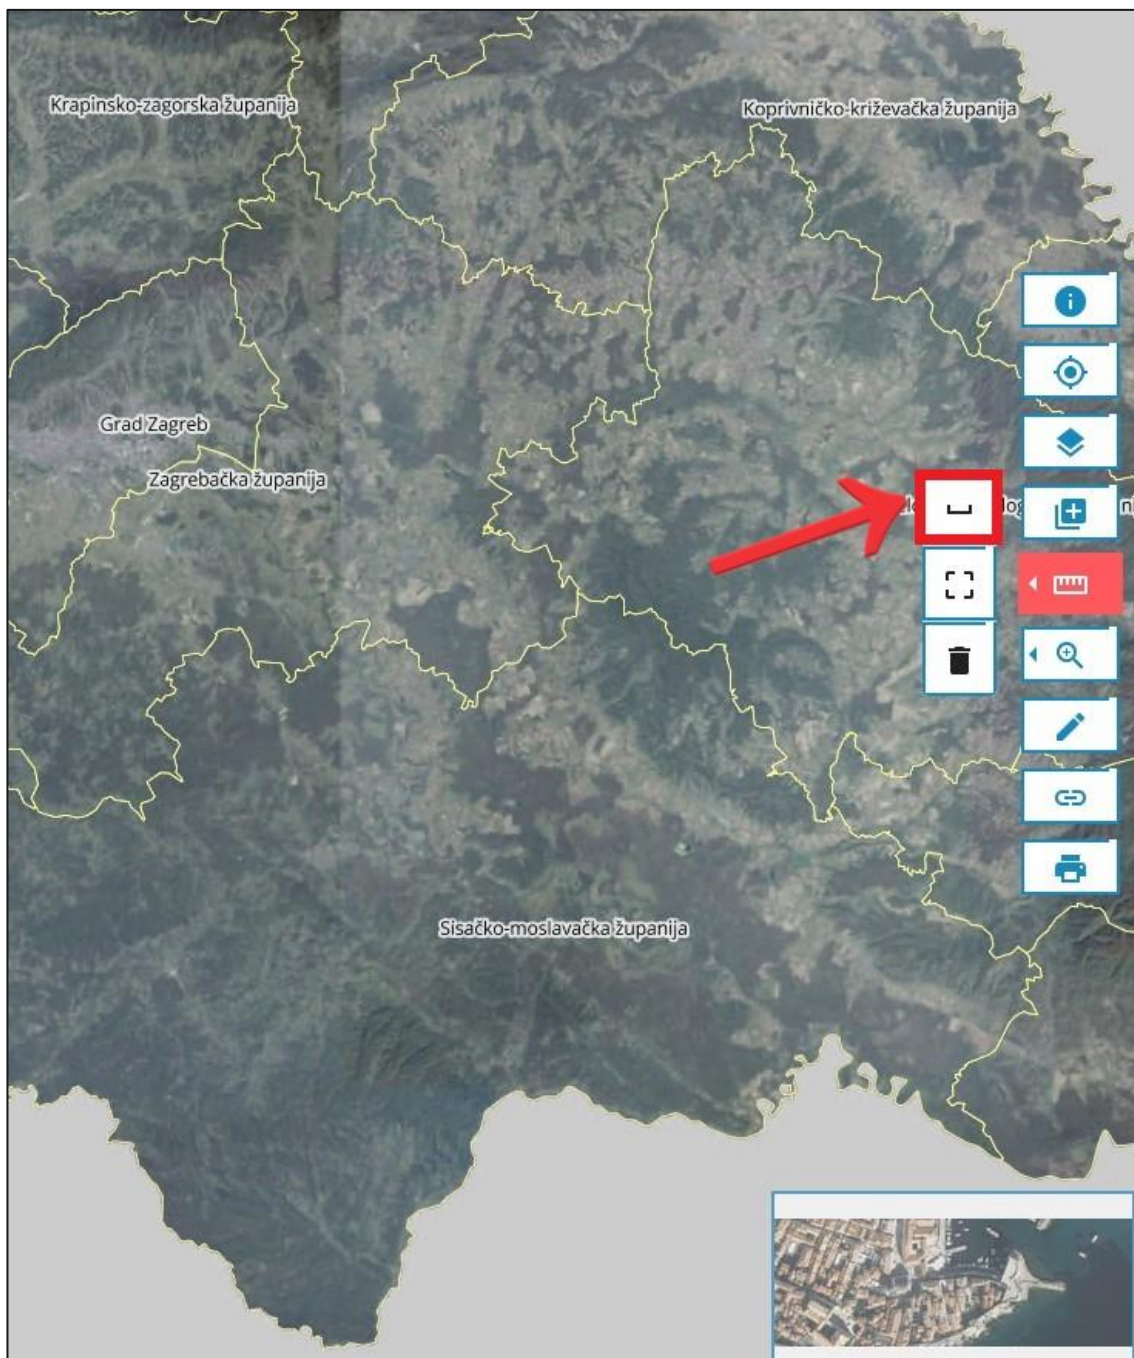 Krapinsko-zagorska županija
Koprivničko-križevačka županija
Grad Zagreb
Zagrebačka županija
Sisačko-moslavačka županija